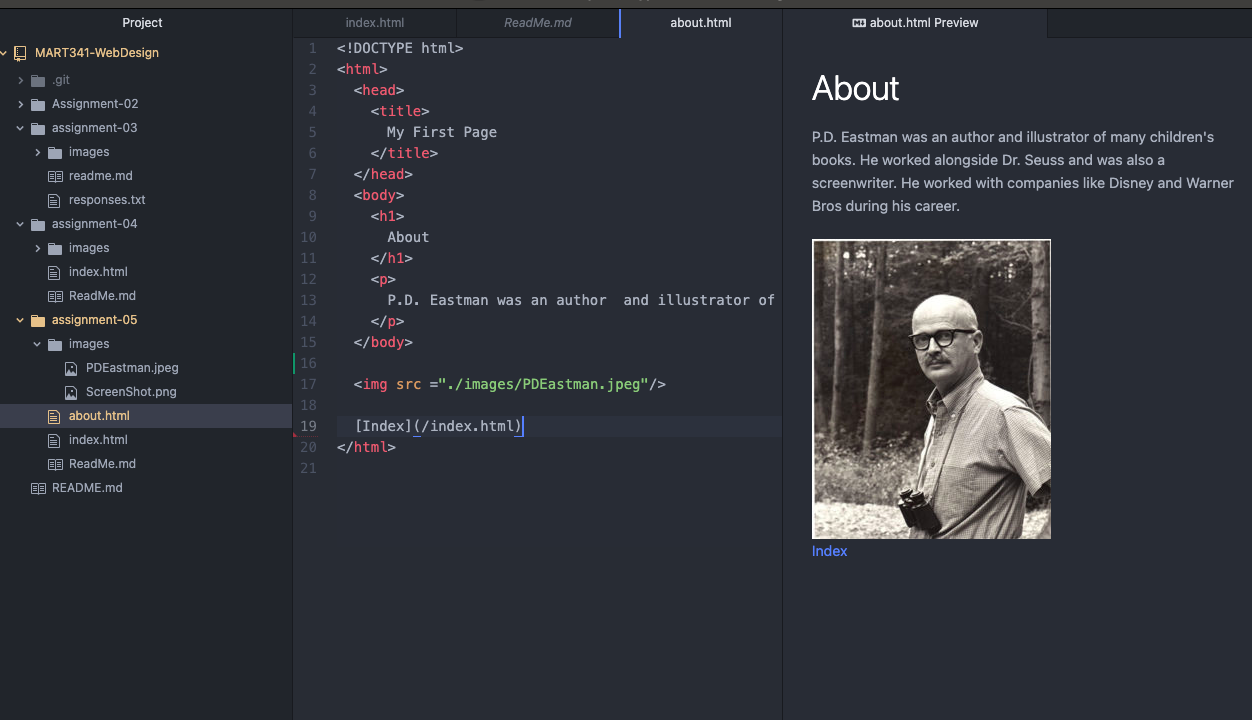 Project
MART341-WebDesign
.git
Assignment-02
assignment-03
images
readme.md
responses.txt
assignment-04
images
index.html
ReadMe.md
assignment-05
images
PDEastman.jpeg
ScreenShot.png
about.html
index.html
ReadMe.md
README.md
index.html
ReadMe.md
about.html
1 <!DOCTYPE html>
2 <html>
3 <head>
4 <title>
5 My First Page
6 </title>
7 </head>
8 <body>
9 <h1>
10 About
11 </h1>
12 <p>
13 P.D. Eastman was an author  and illustrator of
14 </p>
15 </body>
16
17 <img src ="./images/PDEastman.jpeg"/>
18
19 [Index](/index.html)
20 </html>
21
about.html Preview
About
P.D. Eastman was an author and illustrator of many children's
books. He worked alongside Dr. Seuss and was also a
screenwriter. He worked with companies like Disney and Warner
Bros during his career.
Index